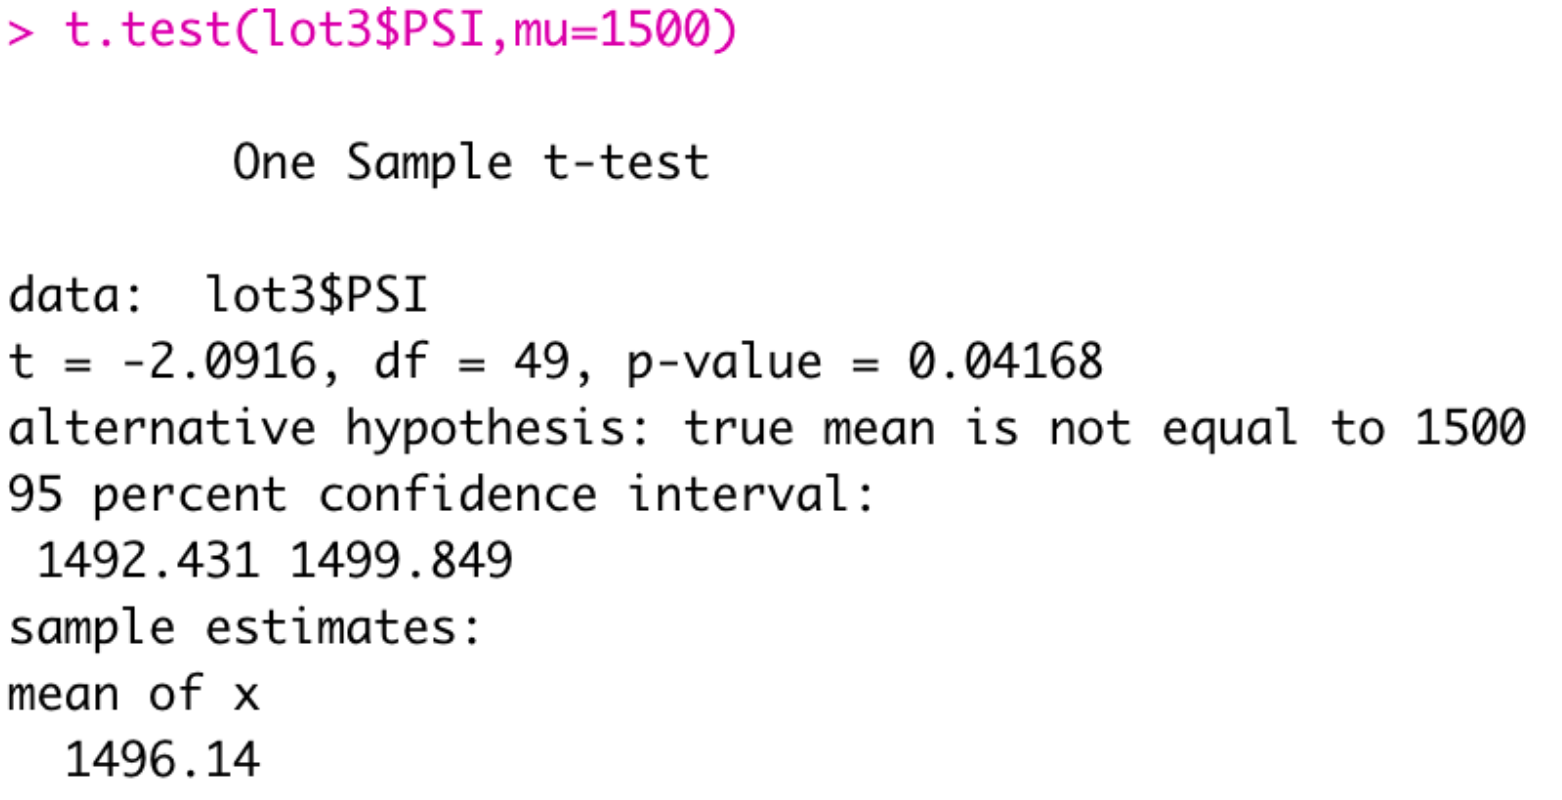 > t.test(lot3$PSI,mu=1500)
One Sample t-test
data:  lot3$PSI
t = -2.0916, df = 49, p-value = 0.04168
alternative hypothesis: true mean is not equal to 1500
95 percent confidence interval:
1492.431 1499.849
sample estimates:
mean of x
1496.14